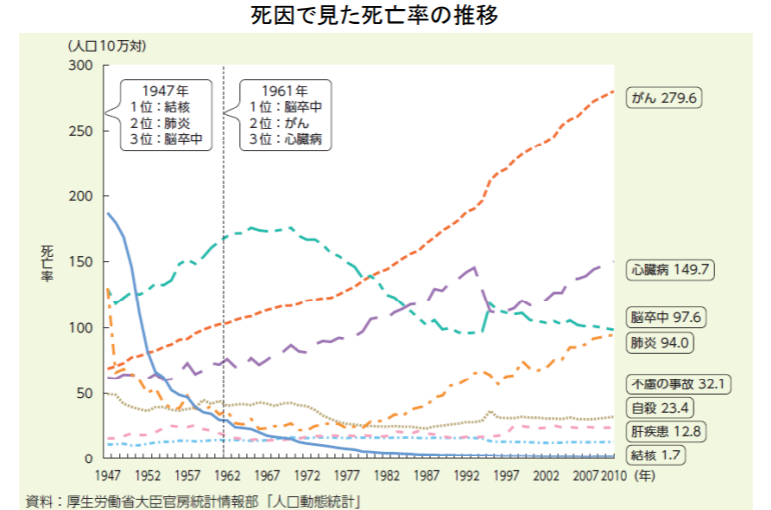 死因で見た死亡率の推移
(人口10万対)
300
250
200
150
100
50
0
死亡率
1947年
1位：結核
2位：肺炎
3位：脳卒中
1961年
1位：脳卒中
2位：がん
3位：心臓病
がん 279.6
心臓病 149.7
脳卒中 97.6
肺炎 94.0
不慮の事故 32.1
自殺 23.4
肝疾患 12.8
結核 1.7
1947 1952 1957 1962 1967 1972 1977 1982 1987 1992 1997 2002 2007 2010 (年)
資料：厚生労働省大臣官房統計情報部「人口動態統計」